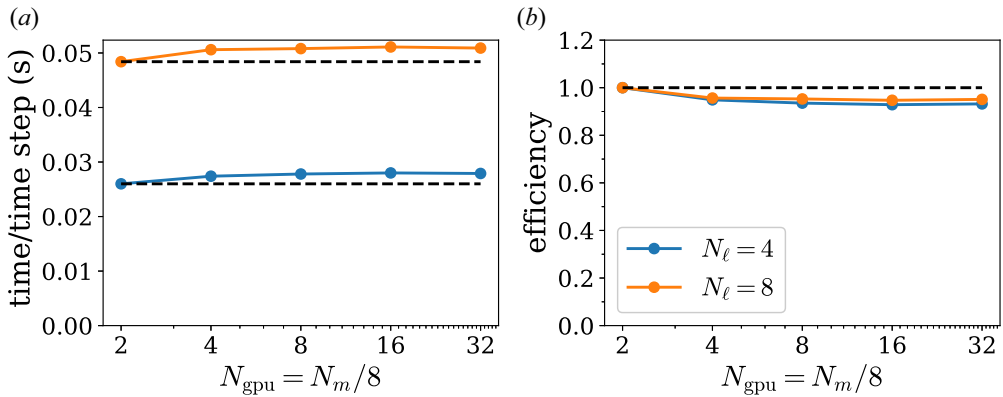 (a)
time/time step (s)
0.05
0.04
0.03
0.02
0.01
0.00
2 4 8 16 32
N_gpu = N_m/8
(b)
efficiency
1.2
1.0
0.8
0.6
0.4
0.2
0.0
N_ℓ = 4
N_ℓ = 8
2 4 8 16 32
N_gpu = N_m/8